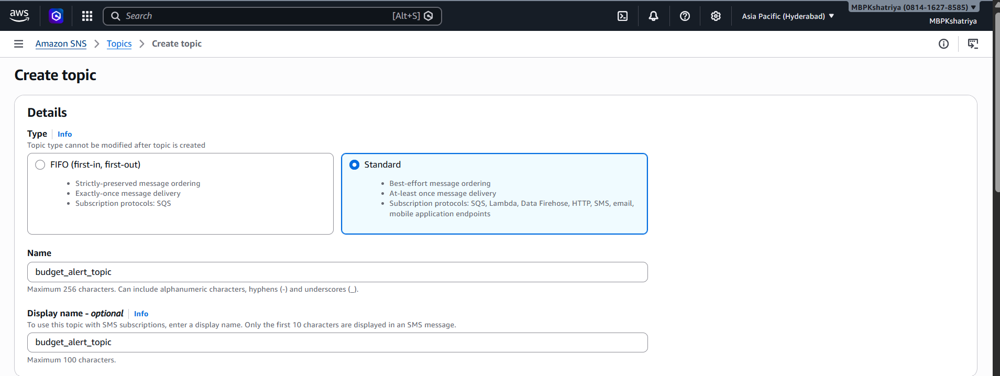 aws
Search [Alt+S]
Asia Pacific (Hyderabad)
MBPKshatriya (0814-1627-8585)
MBPKshatriya
Amazon SNS > Topics > Create topic
Create topic
Details
Type Info
Topic type cannot be modified after topic is created
FIFO (first-in, first-out)
• Strictly-preserved message ordering
• Exactly-once message delivery
• Subscription protocols: SQS
Standard
• Best-effort message ordering
• At-least once message delivery
• Subscription protocols: SQS, Lambda, Data Firehose, HTTP, SMS, email,
mobile application endpoints
Name
budget_alert_topic
Maximum 256 characters. Can include alphanumeric characters, hyphens (-) and underscores (_).
Display name - optional Info
To use this topic with SMS subscriptions, enter a display name. Only the first 10 characters are displayed in an SMS message.
budget_alert_topic
Maximum 100 characters.